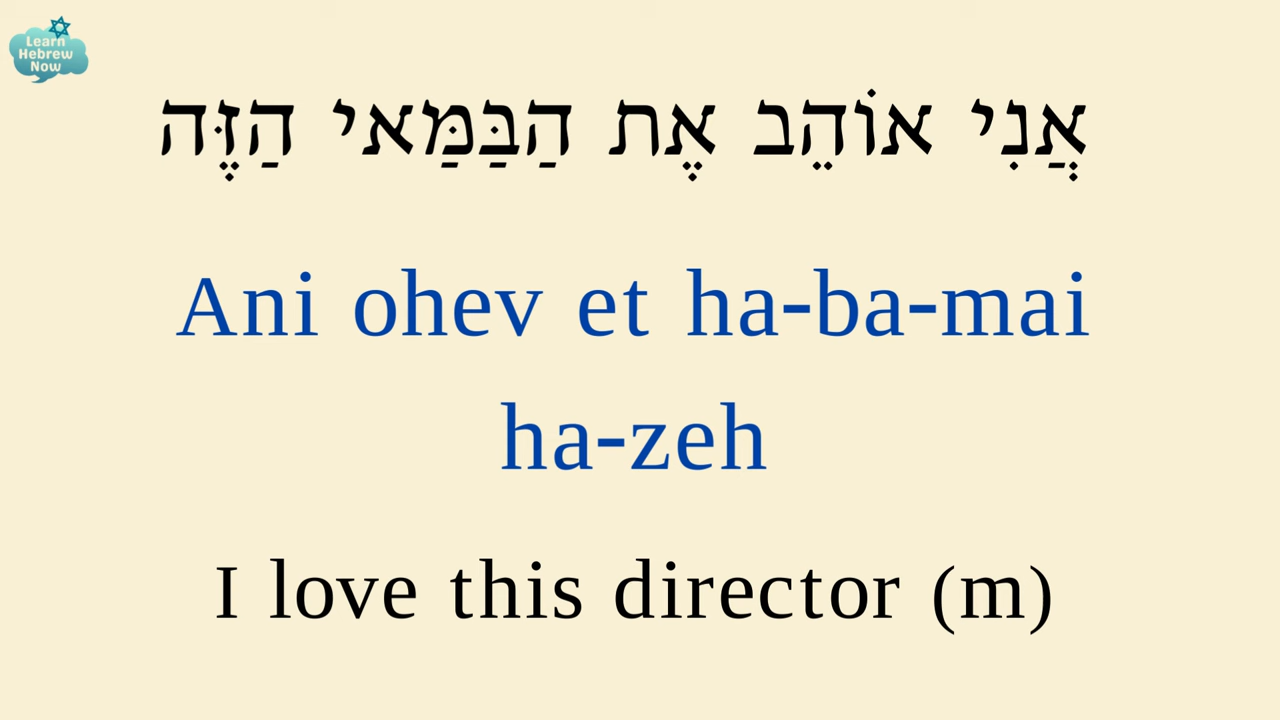 Learn
Hebrew
Now
אֲנִי אוֹהֵב אֶת הַבַּמַּאי הַזֶּה
Ani ohev et ha-ba-mai
ha-zeh
I love this director (m)